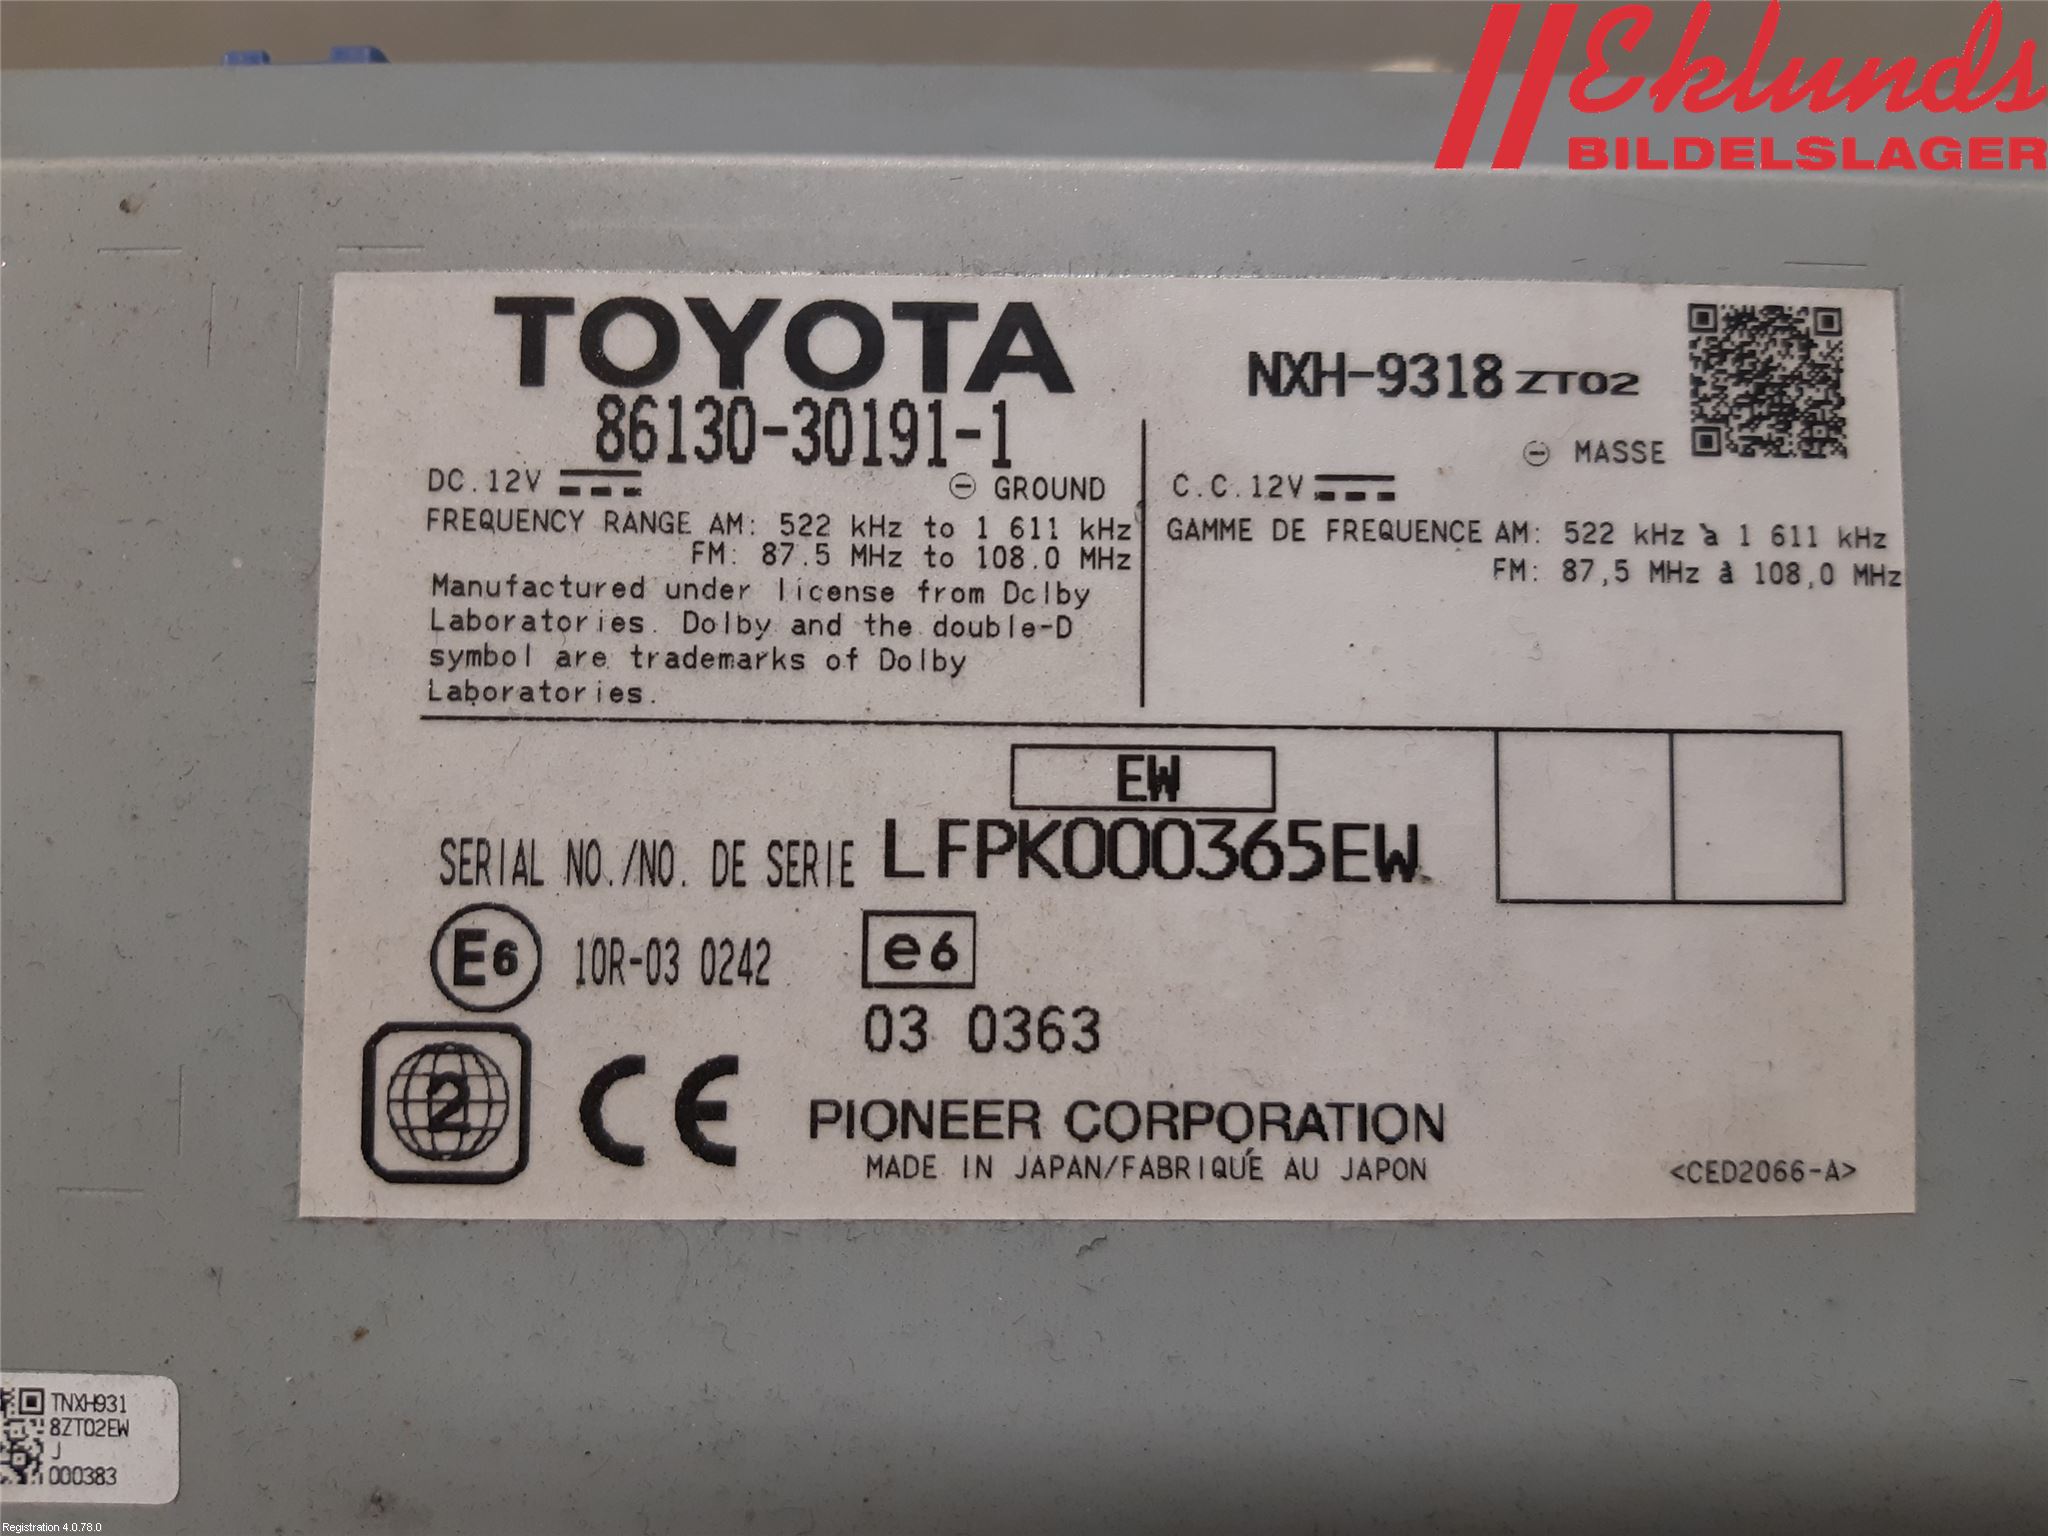 Eklunds
BILDELSLAGER
TOYOTA
86130-30191-1
NXH-9318 ZT02
DC.12V
⊖ GROUND
FREQUENCY RANGE AM: 522 kHz to 1 611 kHz
FM: 87.5 MHz to 108.0 MHz
⊖ MASSE
C.C.12V
GAMME DE FREQUENCE AM: 522 kHz à 1 611 kHz
FM: 87,5 MHz à 108,0 MHz
Manufactured under license from Dolby
Laboratories. Dolby and the double-D
symbol are trademarks of Dolby
Laboratories.
EW
SERIAL NO./NO. DE SERIE LFPK000365EW
E6 10R-03 0242
e6
03 0363
2
CE
PIONEER CORPORATION
MADE IN JAPAN/FABRIQUÉ AU JAPON
<CED2066-A>
TNXH931
8ZT02EW
J
000383
Registration 4.0.78.0